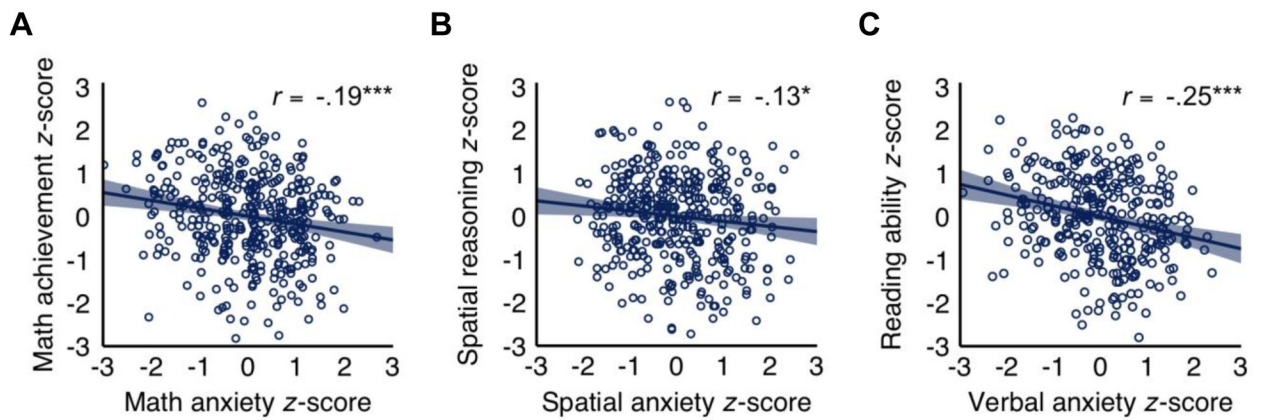 A
B
C
Math achievement z-score
3
2
1
0
-1
-2
-3
r = -.19***
-3 -2 -1 0 1 2 3
Math anxiety z-score
Spatial reasoning z-score
3
2
1
0
-1
-2
-3
r = -.13*
-3 -2 -1 0 1 2 3
Spatial anxiety z-score
Reading ability z-score
3
2
1
0
-1
-2
-3
r = -.25***
-3 -2 -1 0 1 2 3
Verbal anxiety z-score